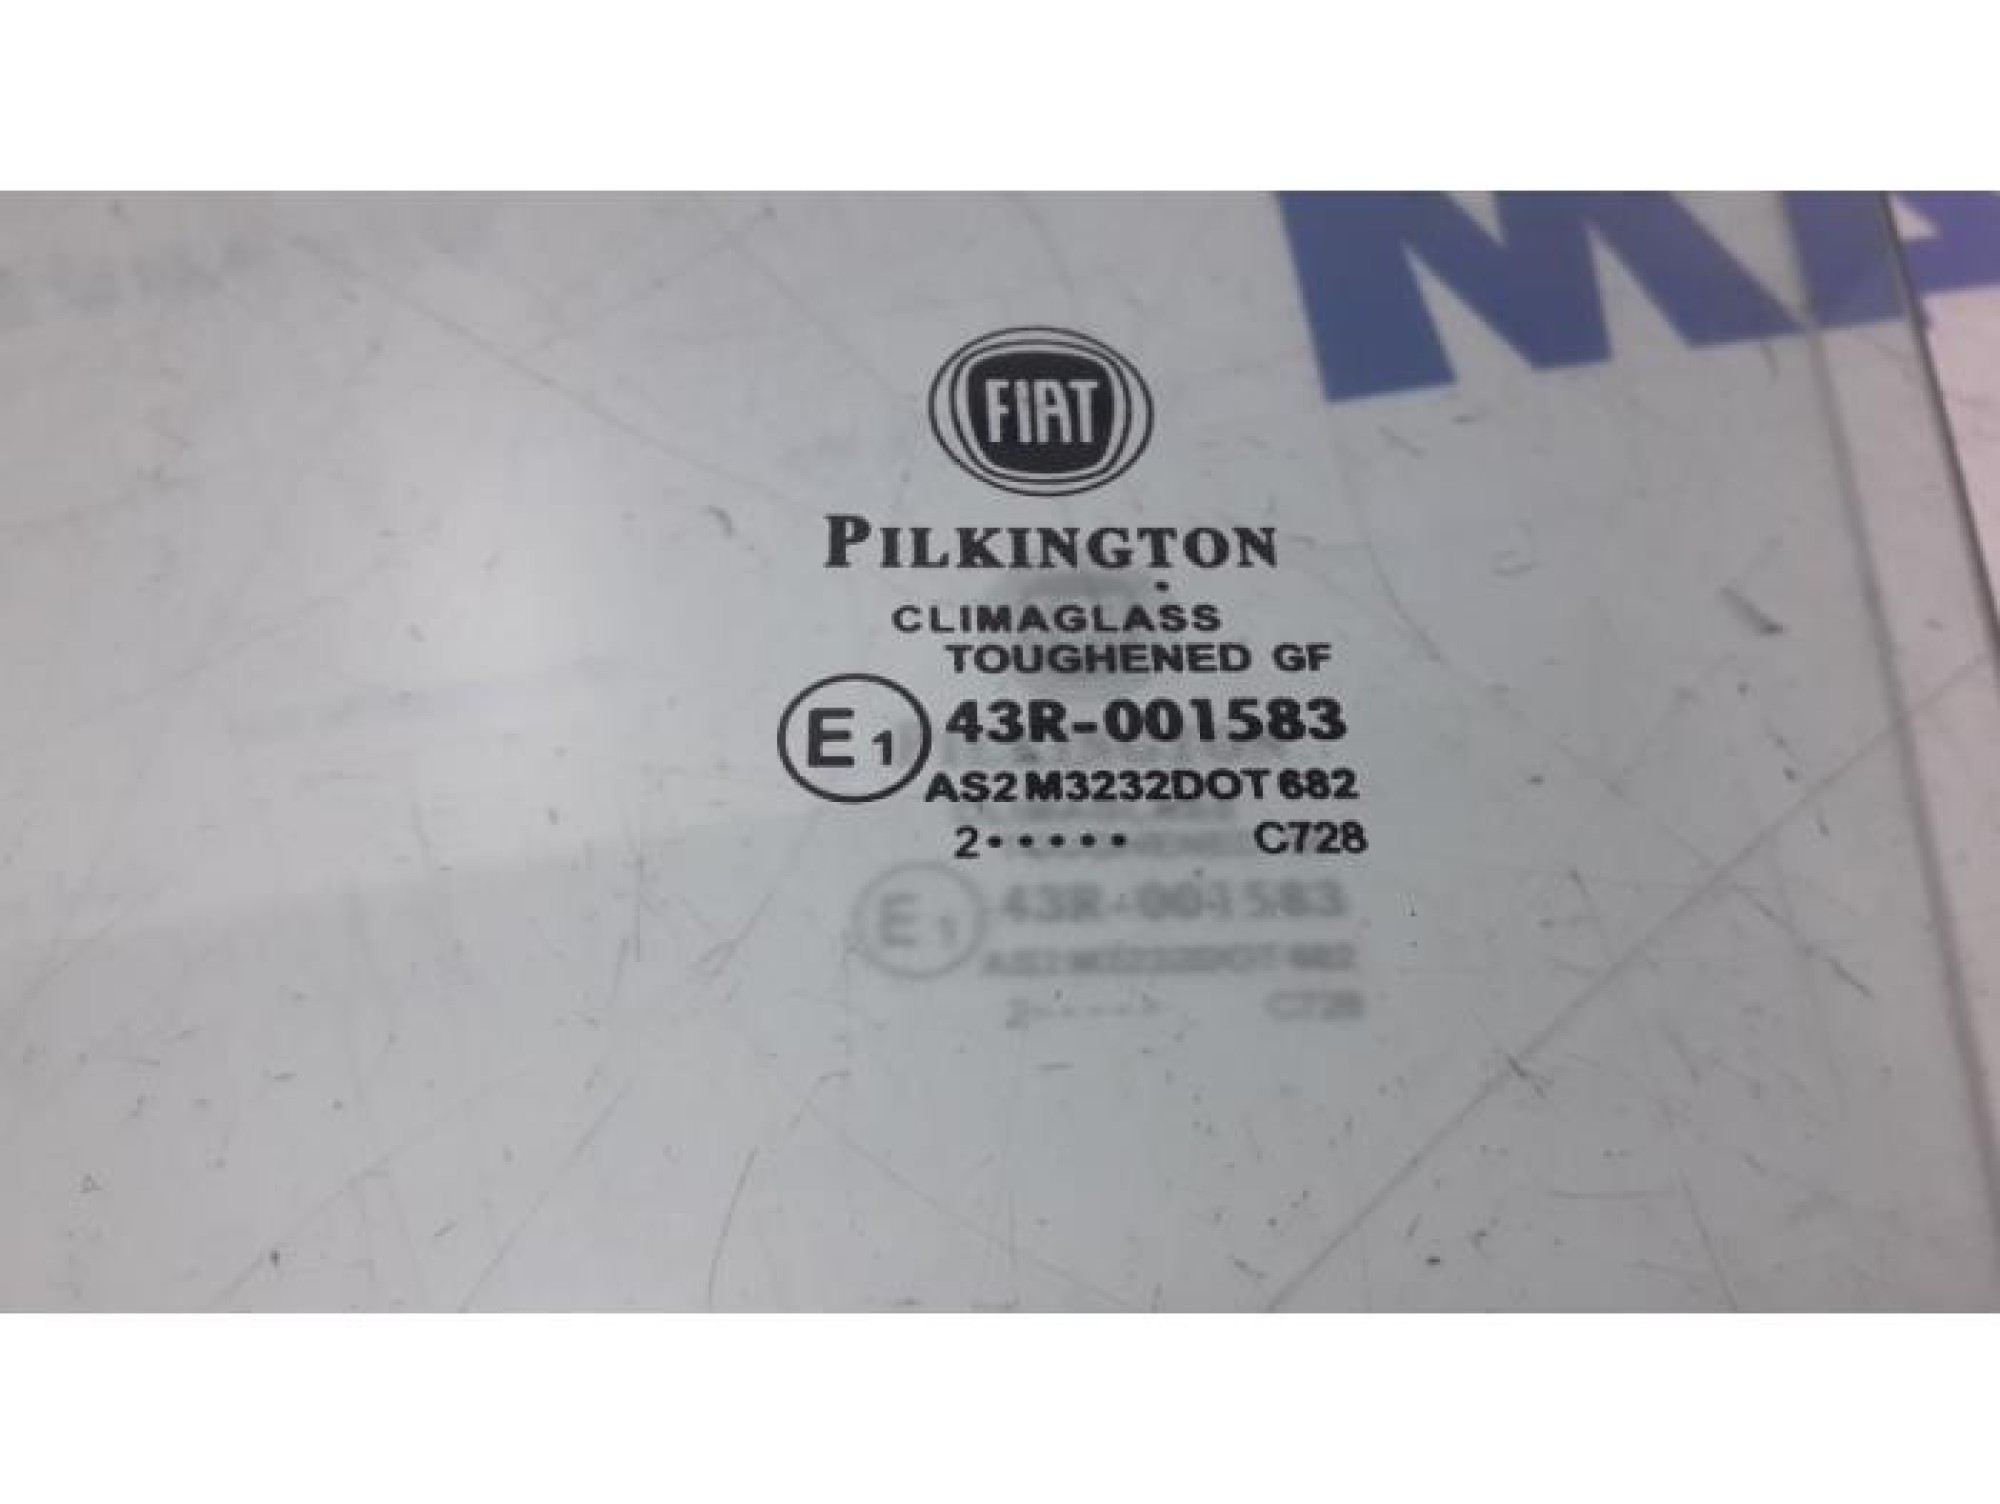 FIAT
PILKINGTON
CLIMAGLASS
TOUGHENED GF
E1 43R-001583
AS2 M3232DOT 682
2••••• C728